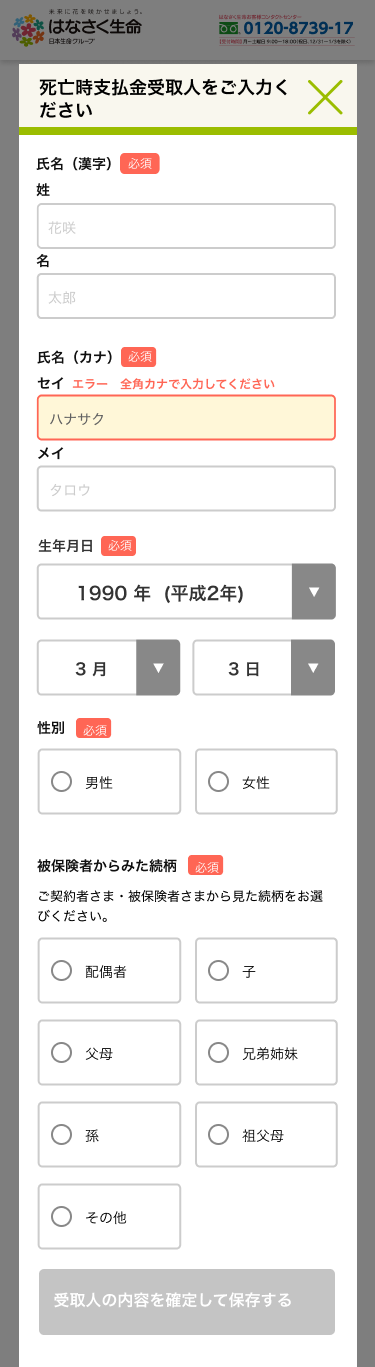 未来に花を咲かせましょう。
はなさく生命
日本生命グループ
はなさく生命お客様コンタクトセンター
0120-8739-17
死亡時支払金受取人をご入力く
ださい
氏名（漢字） 必須
姓
花咲
名
太郎
氏名（カナ） 必須
セイ エラー　全角カナで入力してください
ハナサク
メイ
タロウ
生年月日 必須
1990 年 (平成2年) ▼
3 月 ▼ 3 日 ▼
性別 必須
男性 女性
被保険者からみた続柄 必須
ご契約者さま・被保険者さまから見た続柄をお選
びください。
配偶者 子
父母 兄弟姉妹
孫 祖父母
その他
受取人の内容を確定して保存する